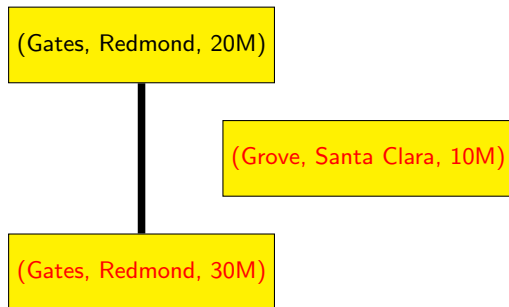 (Gates, Redmond, 20M)
(Grove, Santa Clara, 10M)
(Gates, Redmond, 30M)